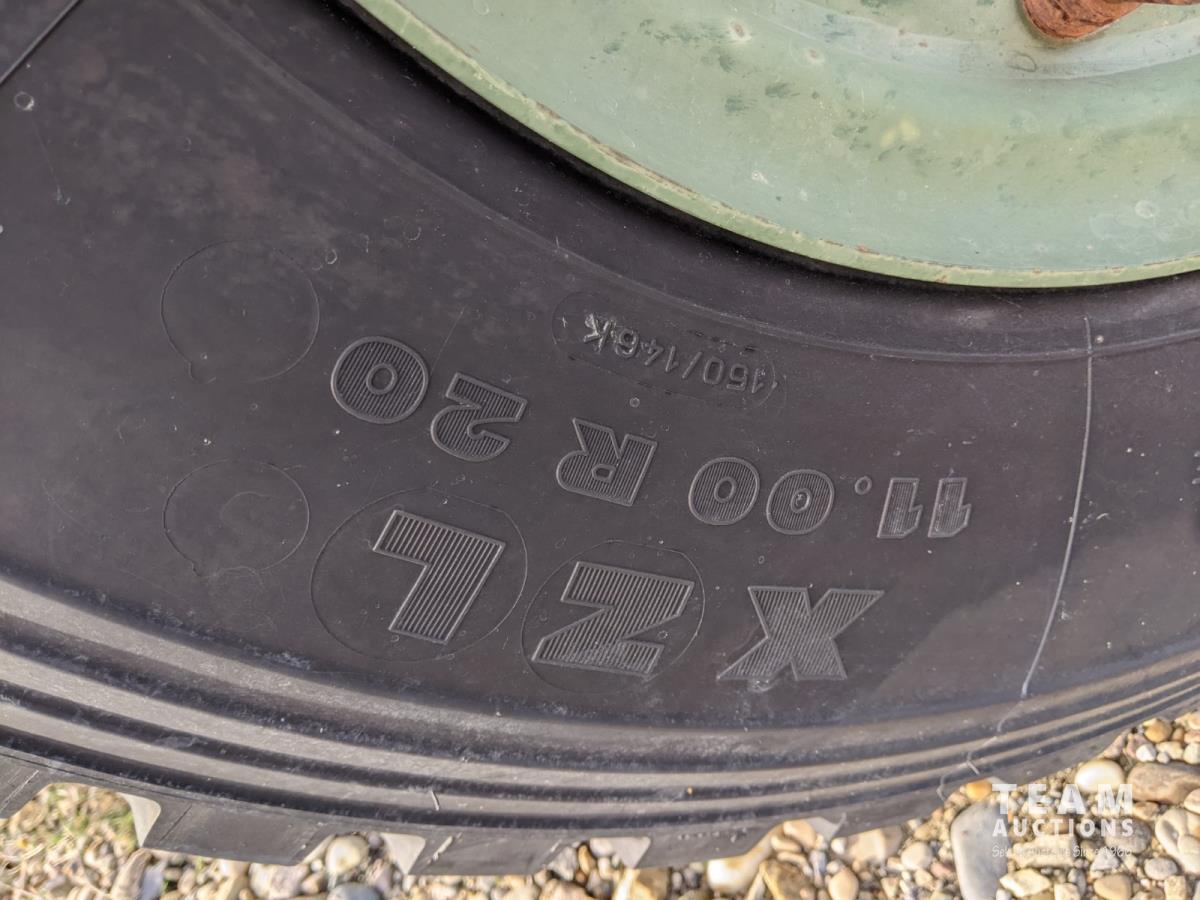 XZL
11.00 R 20
150/146K
TEAM
AUCTIONS